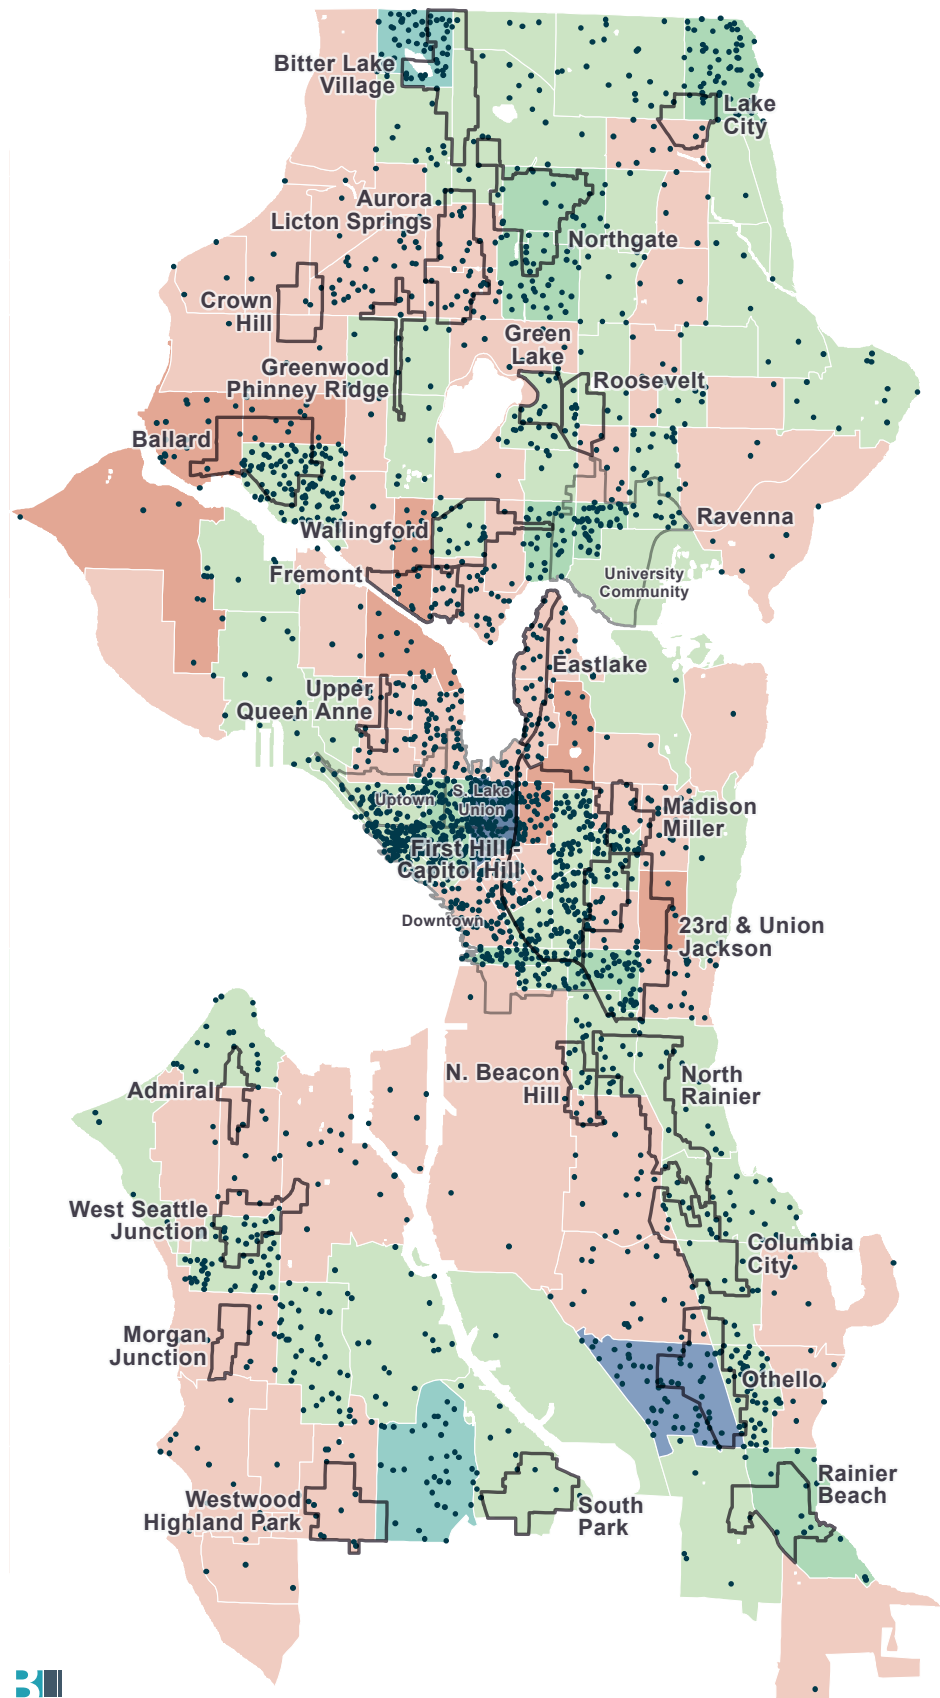 Bitter Lake
Village
Lake
City
Aurora
Licton Springs
Northgate
Crown
Hill
Green
Lake
Greenwood
Phinney Ridge
Roosevelt
Ballard
Ravenna
Wallingford
Fremont
University
Community
Eastlake
Upper
Queen Anne
Uptown
S. Lake
Union
Madison
Miller
First Hill -
Capitol Hill
Downtown
23rd & Union
Jackson
N. Beacon
Hill
North
Rainier
Admiral
West Seattle
Junction
Columbia
City
Morgan
Junction
Othello
Rainier
Beach
Westwood
Highland Park
South
Park